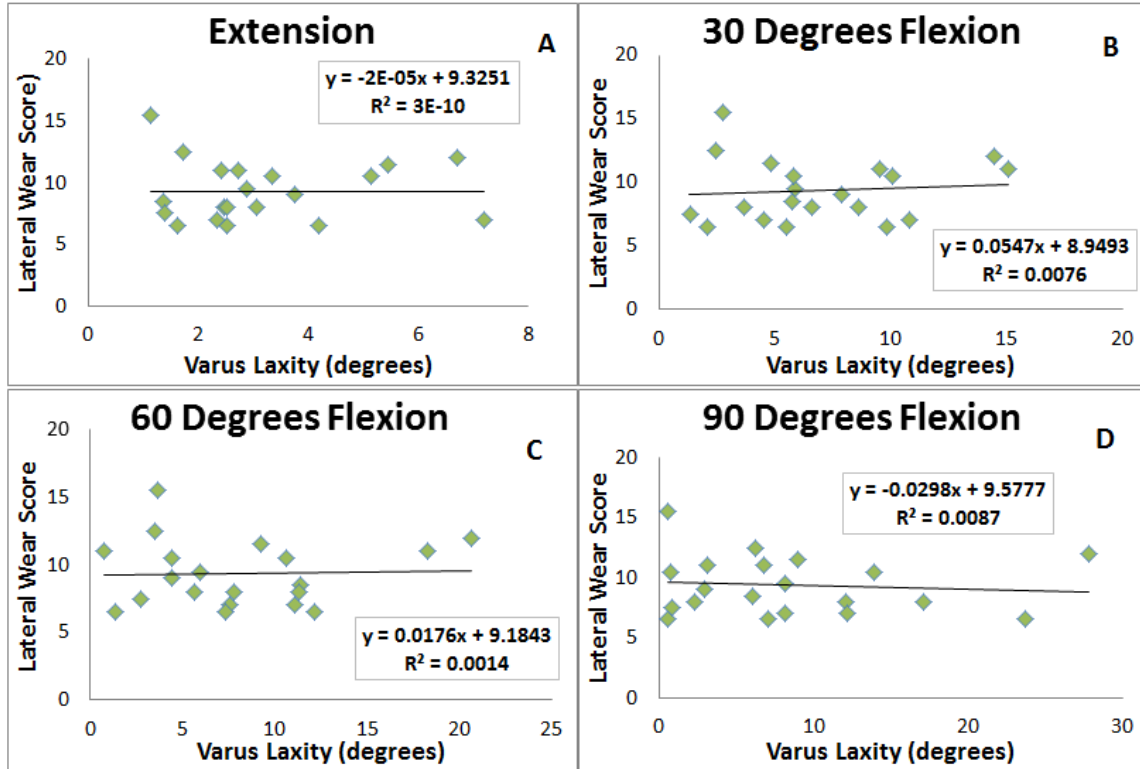 Extension
A
Lateral Wear Score)
20
15
10
5
0
y = -2E-05x + 9.3251
R² = 3E-10
0 2 4 6 8
Varus Laxity (degrees)
30 Degrees Flexion
B
Lateral Wear Score
20
15
10
5
0
y = 0.0547x + 8.9493
R² = 0.0076
0 5 10 15 20
Varus Laxity (degrees)
60 Degrees Flexion
C
Lateral Wear Score
20
15
10
5
0
y = 0.0176x + 9.1843
R² = 0.0014
0 5 10 15 20 25
Varus Laxity (degrees)
90 Degrees Flexion
D
Lateral Wear Score
20
15
10
5
0
y = -0.0298x + 9.5777
R² = 0.0087
0 10 20 30
Varus Laxity (degrees)